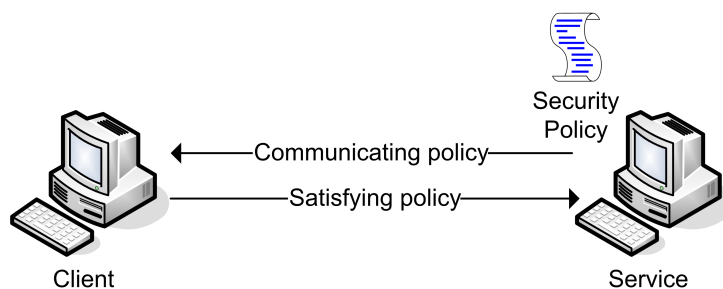 Security
Policy
Communicating policy
Satisfying policy
Client
Service